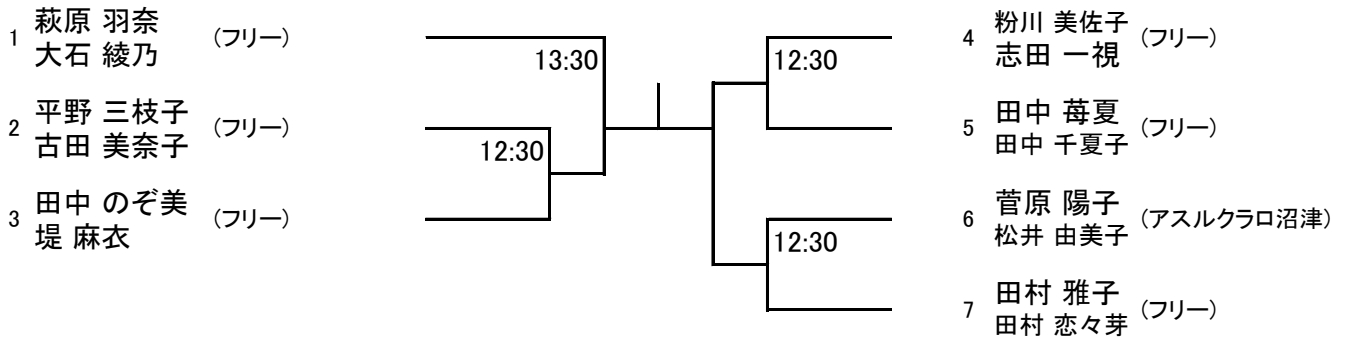 1 萩原 羽奈 (フリー)
大石 綾乃
13:30
2 平野 三枝子 (フリー)
古田 美奈子
12:30
3 田中 のぞ美 (フリー)
堤 麻衣
4 粉川 美佐子 (フリー)
志田 一視
12:30
5 田中 苺夏 (フリー)
田中 千夏子
6 菅原 陽子 (アスルクラロ沼津)
松井 由美子
12:30
7 田村 雅子 (フリー)
田村 恋々芽